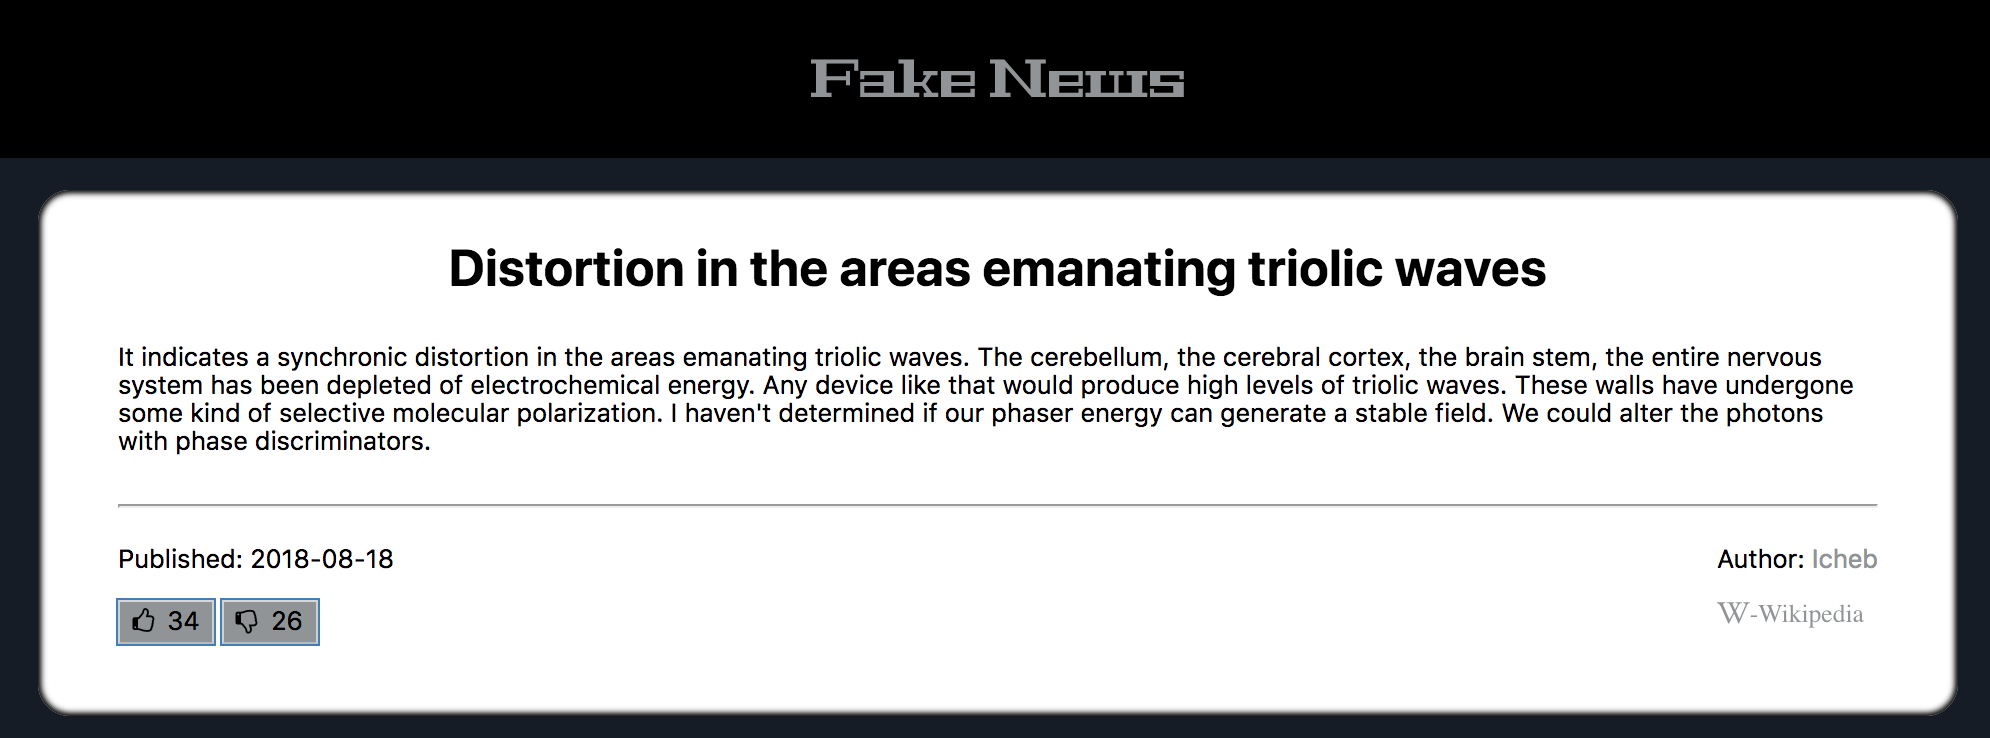 Fake News
Distortion in the areas emanating triolic waves
It indicates a synchronic distortion in the areas emanating triolic waves. The cerebellum, the cerebral cortex, the brain stem, the entire nervous
system has been depleted of electrochemical energy. Any device like that would produce high levels of triolic waves. These walls have undergone
some kind of selective molecular polarization. I haven't determined if our phaser energy can generate a stable field. We could alter the photons
with phase discriminators.
Published: 2018-08-18
Author: Icheb
34 26
W-Wikipedia